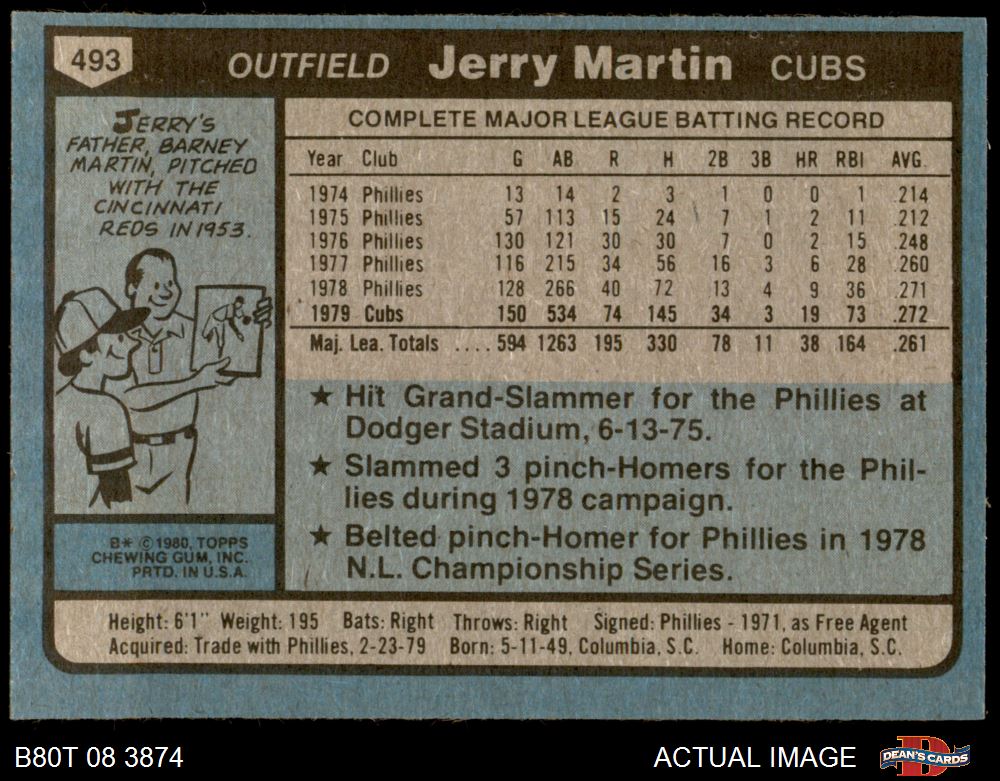 493
OUTFIELD Jerry Martin CUBS
JERRY'S
FATHER, BARNEY
MARTIN, PITCHED
WITH THE
CINCINNATI
REDS IN 1953.
B* © 1980, TOPPS
CHEWING GUM, INC.
PRTD. IN U.S.A.
COMPLETE MAJOR LEAGUE BATTING RECORD
Year Club G AB R H 2B 3B HR RBI AVG.
1974 Phillies 13 14 2 3 1 0 0 1 .214
1975 Phillies 57 113 15 24 7 1 2 11 .212
1976 Phillies 130 121 30 30 7 0 2 15 .248
1977 Phillies 116 215 34 56 16 3 6 28 .260
1978 Phillies 128 266 40 72 13 4 9 36 .271
1979 Cubs 150 534 74 145 34 3 19 73 .272
Maj. Lea. Totals .... 594 1263 195 330 78 11 38 164 .261
★ Hit Grand-Slammer for the Phillies at
Dodger Stadium, 6-13-75.
★ Slammed 3 pinch-Homers for the Phil-
lies during 1978 campaign.
★ Belted pinch-Homer for Phillies in 1978
N.L. Championship Series.
Height: 6'1" Weight: 195 Bats: Right Throws: Right Signed: Phillies - 1971, as Free Agent
Acquired: Trade with Phillies, 2-23-79 Born: 5-11-49, Columbia, S.C. Home: Columbia, S.C.
B80T 08 3874
ACTUAL IMAGE
DEAN'S CARDS